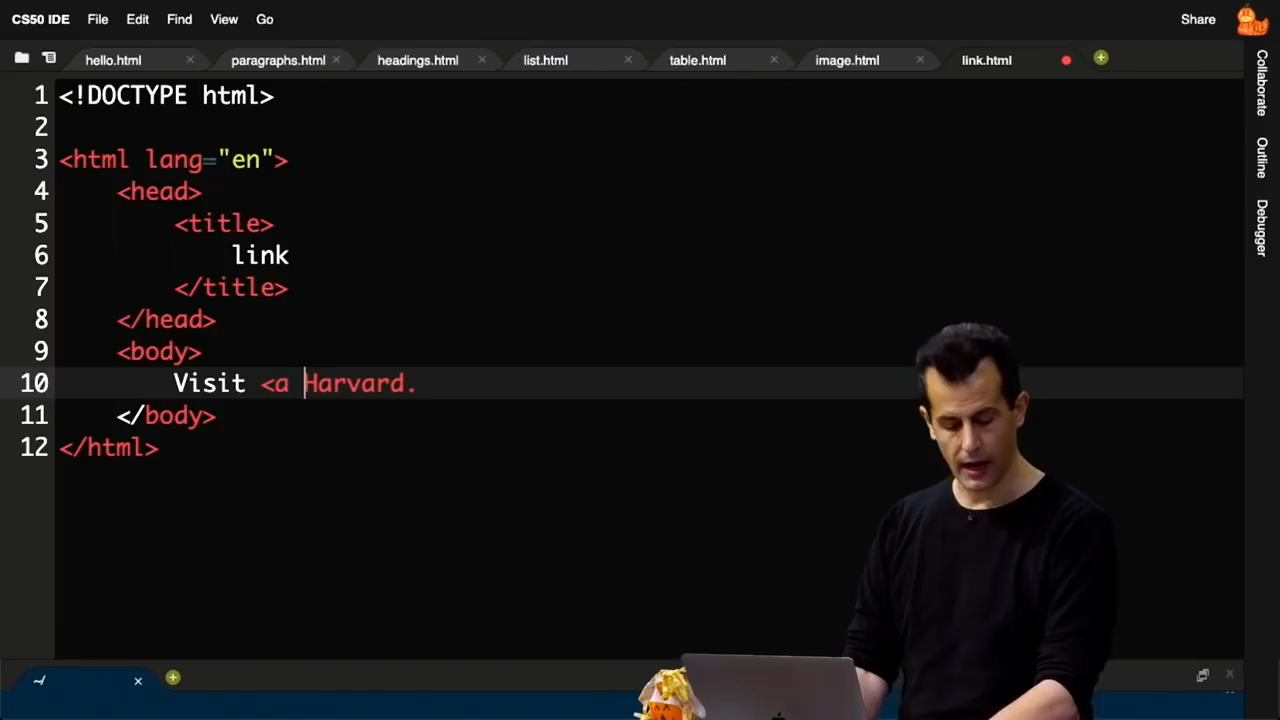 CS50 IDE File Edit Find View Go Share
hello.html paragraphs.html headings.html list.html table.html image.html link.html
Collaborate
Outline
Debugger
1 <!DOCTYPE html>
2
3 <html lang="en">
4 <head>
5 <title>
6 link
7 </title>
8 </head>
9 <body>
10 Visit <a Harvard.
11 </body>
12 </html>
~/